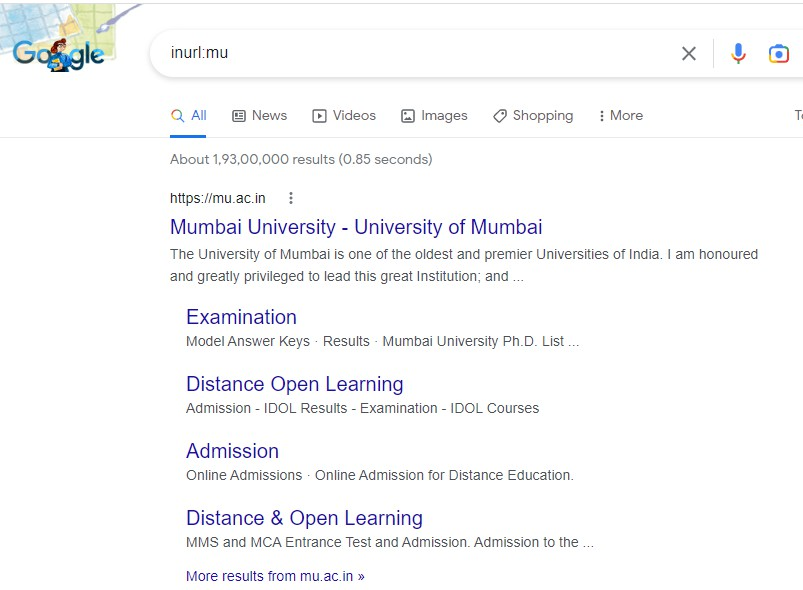 Google
inurl:mu
All News Videos Images Shopping More
About 1,93,00,000 results (0.85 seconds)
https://mu.ac.in
Mumbai University - University of Mumbai
The University of Mumbai is one of the oldest and premier Universities of India. I am honoured
and greatly privileged to lead this great Institution; and ...
Examination
Model Answer Keys · Results · Mumbai University Ph.D. List ...
Distance Open Learning
Admission - IDOL Results - Examination - IDOL Courses
Admission
Online Admissions · Online Admission for Distance Education.
Distance & Open Learning
MMS and MCA Entrance Test and Admission. Admission to the ...
More results from mu.ac.in »